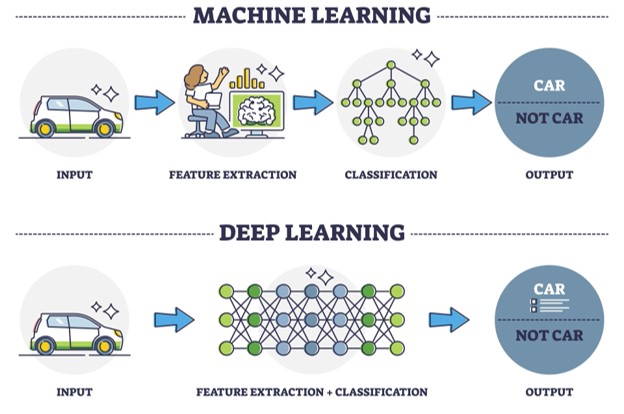 MACHINE LEARNING
CAR
NOT CAR
INPUT
FEATURE EXTRACTION
CLASSIFICATION
OUTPUT
DEEP LEARNING
CAR
NOT CAR
INPUT
FEATURE EXTRACTION + CLASSIFICATION
OUTPUT